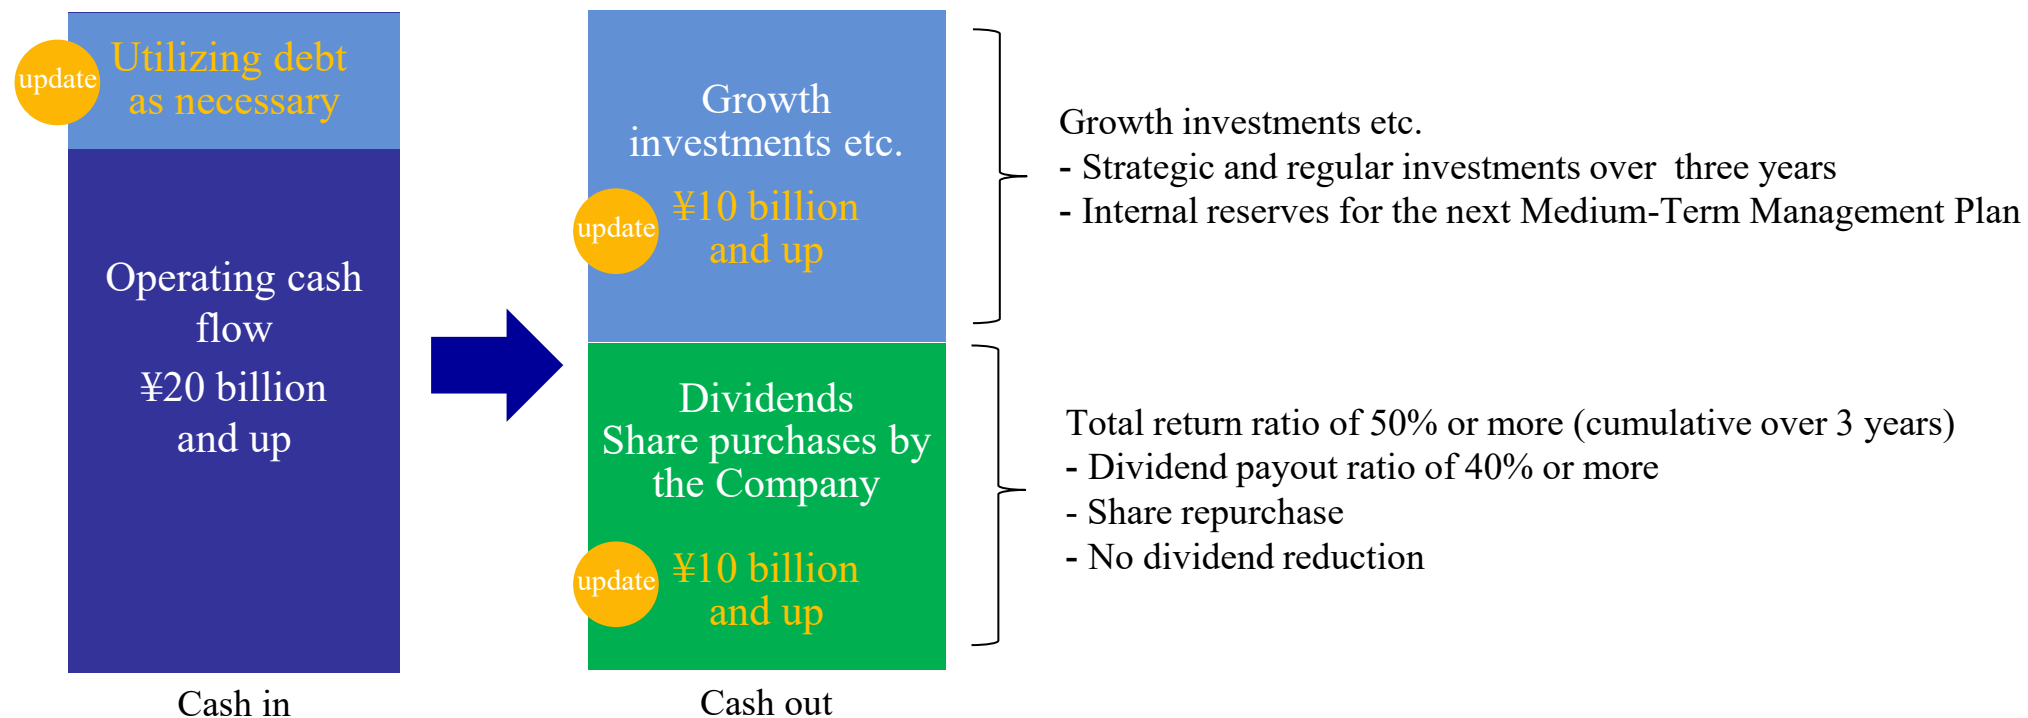 update
Utilizing debt
as necessary
Operating cash
flow
¥20 billion
and up
Cash in
Growth
investments etc.
update
¥10 billion
and up
Dividends
Share purchases by
the Company
update
¥10 billion
and up
Cash out
Growth investments etc.
- Strategic and regular investments over three years
- Internal reserves for the next Medium-Term Management Plan
Total return ratio of 50% or more (cumulative over 3 years)
- Dividend payout ratio of 40% or more
- Share repurchase
- No dividend reduction